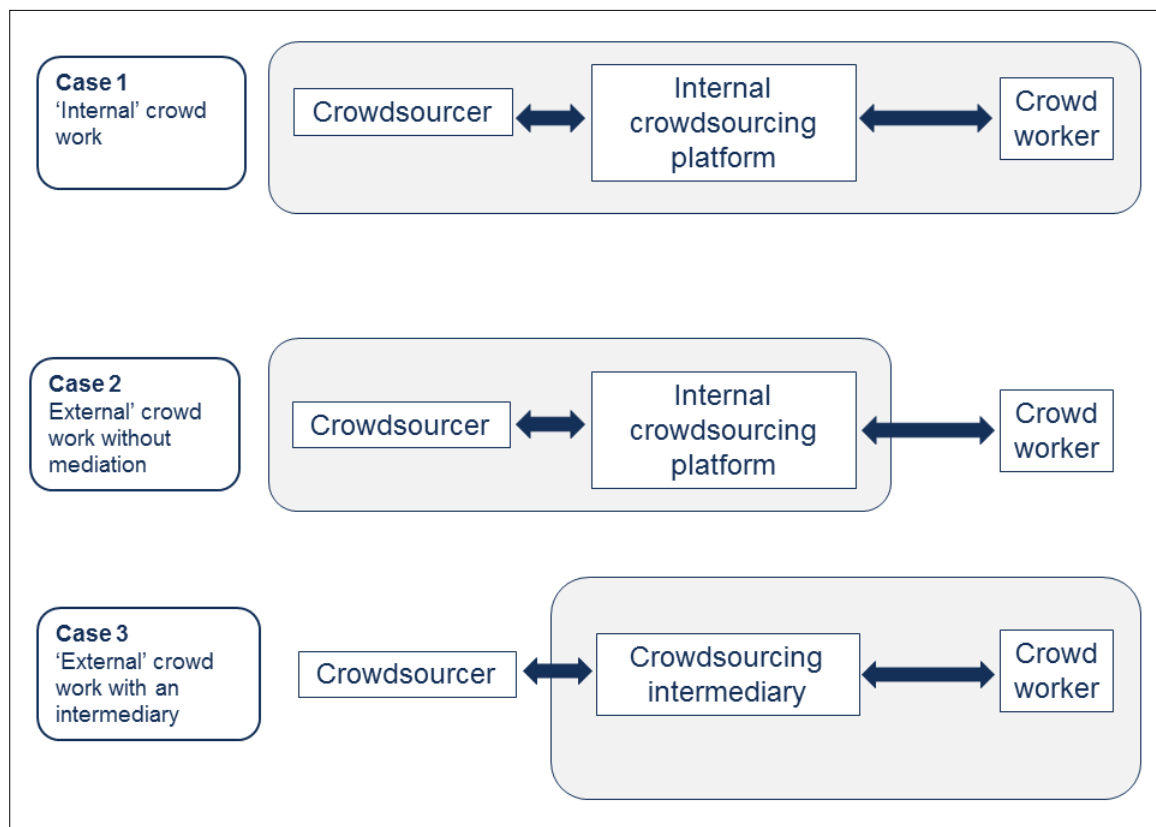 Case 1
‘Internal’ crowd
work
Crowdsourcer
Internal
crowdsourcing
platform
Crowd
worker
Case 2
External’ crowd
work without
mediation
Crowdsourcer
Internal
crowdsourcing
platform
Crowd
worker
Case 3
‘External’ crowd
work with an
intermediary
Crowdsourcer
Crowdsourcing
intermediary
Crowd
worker